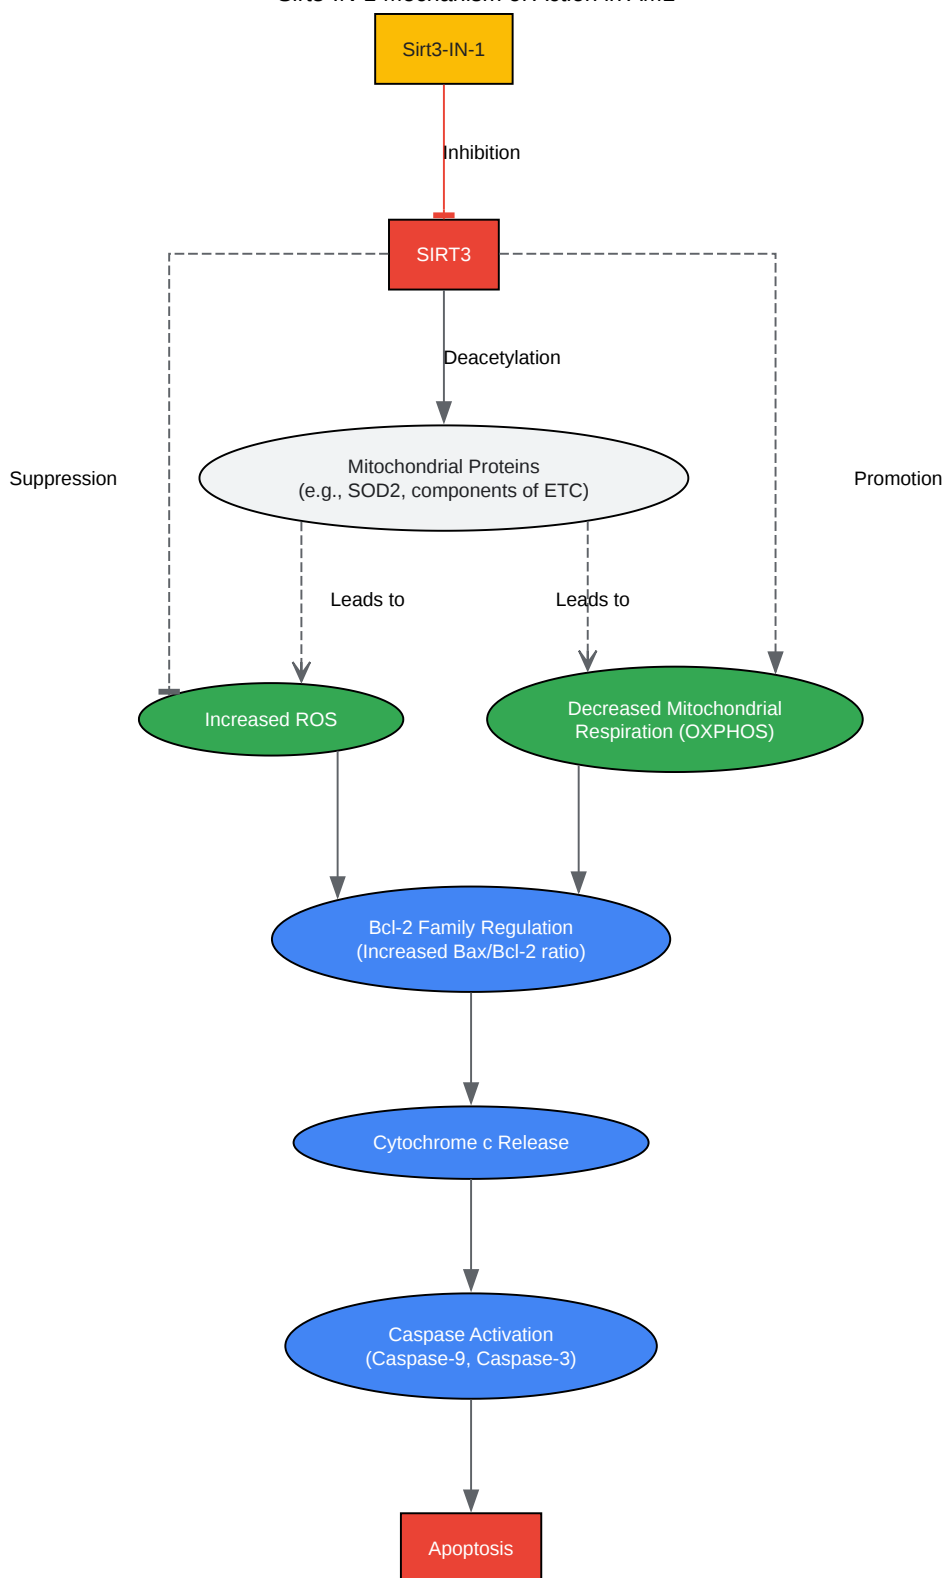 Sirt3-IN-1
Inhibition
SIRT3
Deacetylation
Mitochondrial Proteins
(e.g., SOD2, components of ETC)
Suppression
Promotion
Leads to
Leads to
Increased ROS
Decreased Mitochondrial
Respiration (OXPHOS)
Bcl-2 Family Regulation
(Increased Bax/Bcl-2 ratio)
Cytochrome c Release
Caspase Activation
(Caspase-9, Caspase-3)
Apoptosis